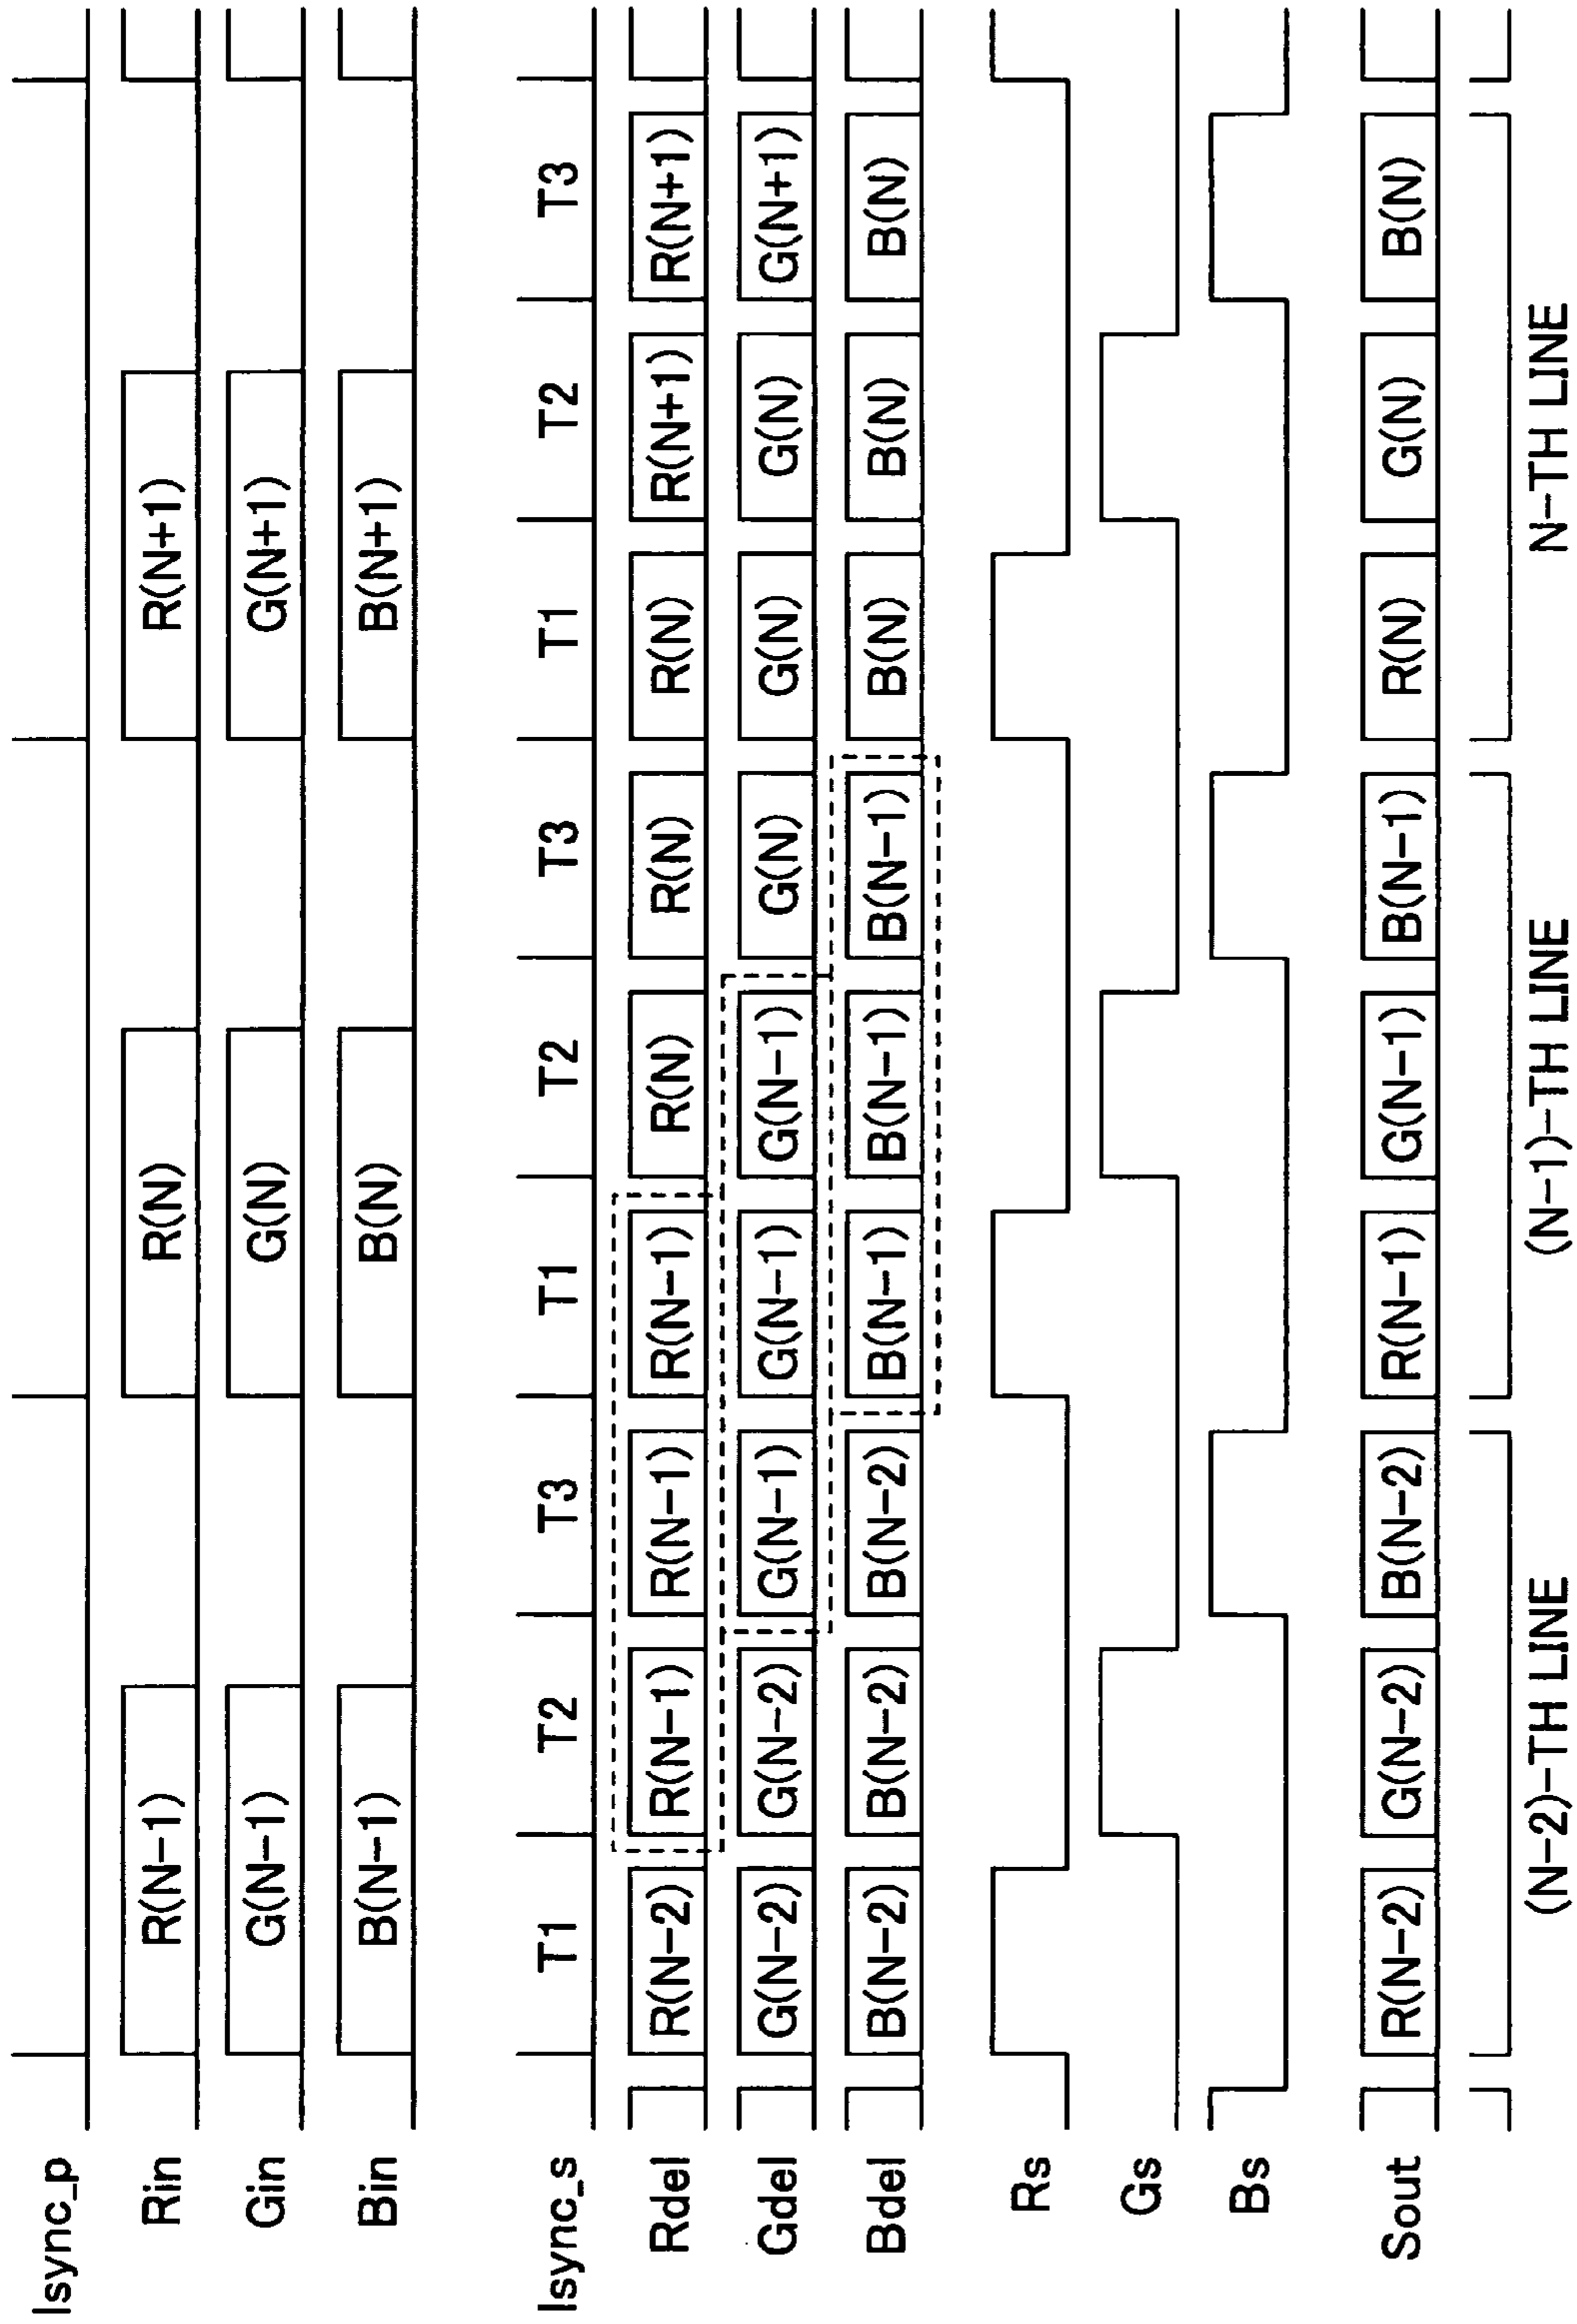 lsync_p
Rin R(N-1) R(N) R(N+1)
Gin G(N-1) G(N) G(N+1)
Bin B(N-1) B(N) B(N+1)
lsync_s T1 T2 T3 T1 T2 T3 T1 T2 T3
Rdel R(N-2) R(N-1) R(N-1) R(N-1) R(N) R(N) R(N) R(N+1) R(N+1)
Gdel G(N-2) G(N-2) G(N-1) G(N-1) G(N-1) G(N) G(N) G(N) G(N+1)
Bdel B(N-2) B(N-2) B(N-2) B(N-1) B(N-1) B(N-1) B(N) B(N) B(N)
Rs
Gs
Bs
Sout R(N-2) G(N-2) B(N-2) R(N-1) G(N-1) B(N-1) R(N) G(N) B(N)
(N-2)-TH LINE (N-1)-TH LINE N-TH LINE